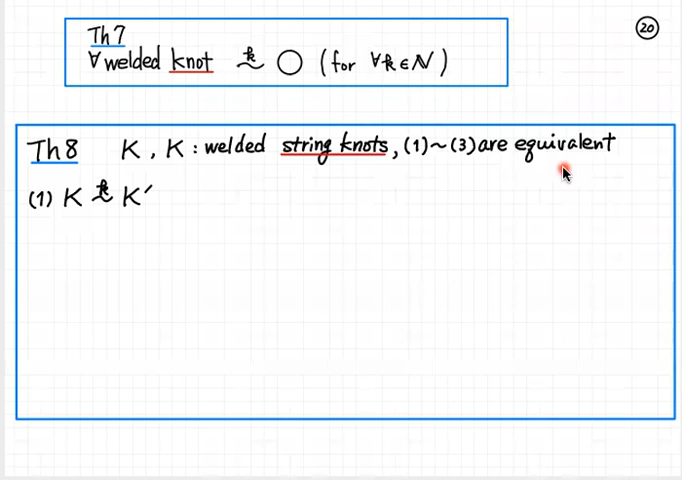 ⑳
Th7
∀ welded knot k~ ○ (for ∀k∈N)
Th8 K, K : welded string knots, (1)~(3) are equivalent
(1) K k~ K′